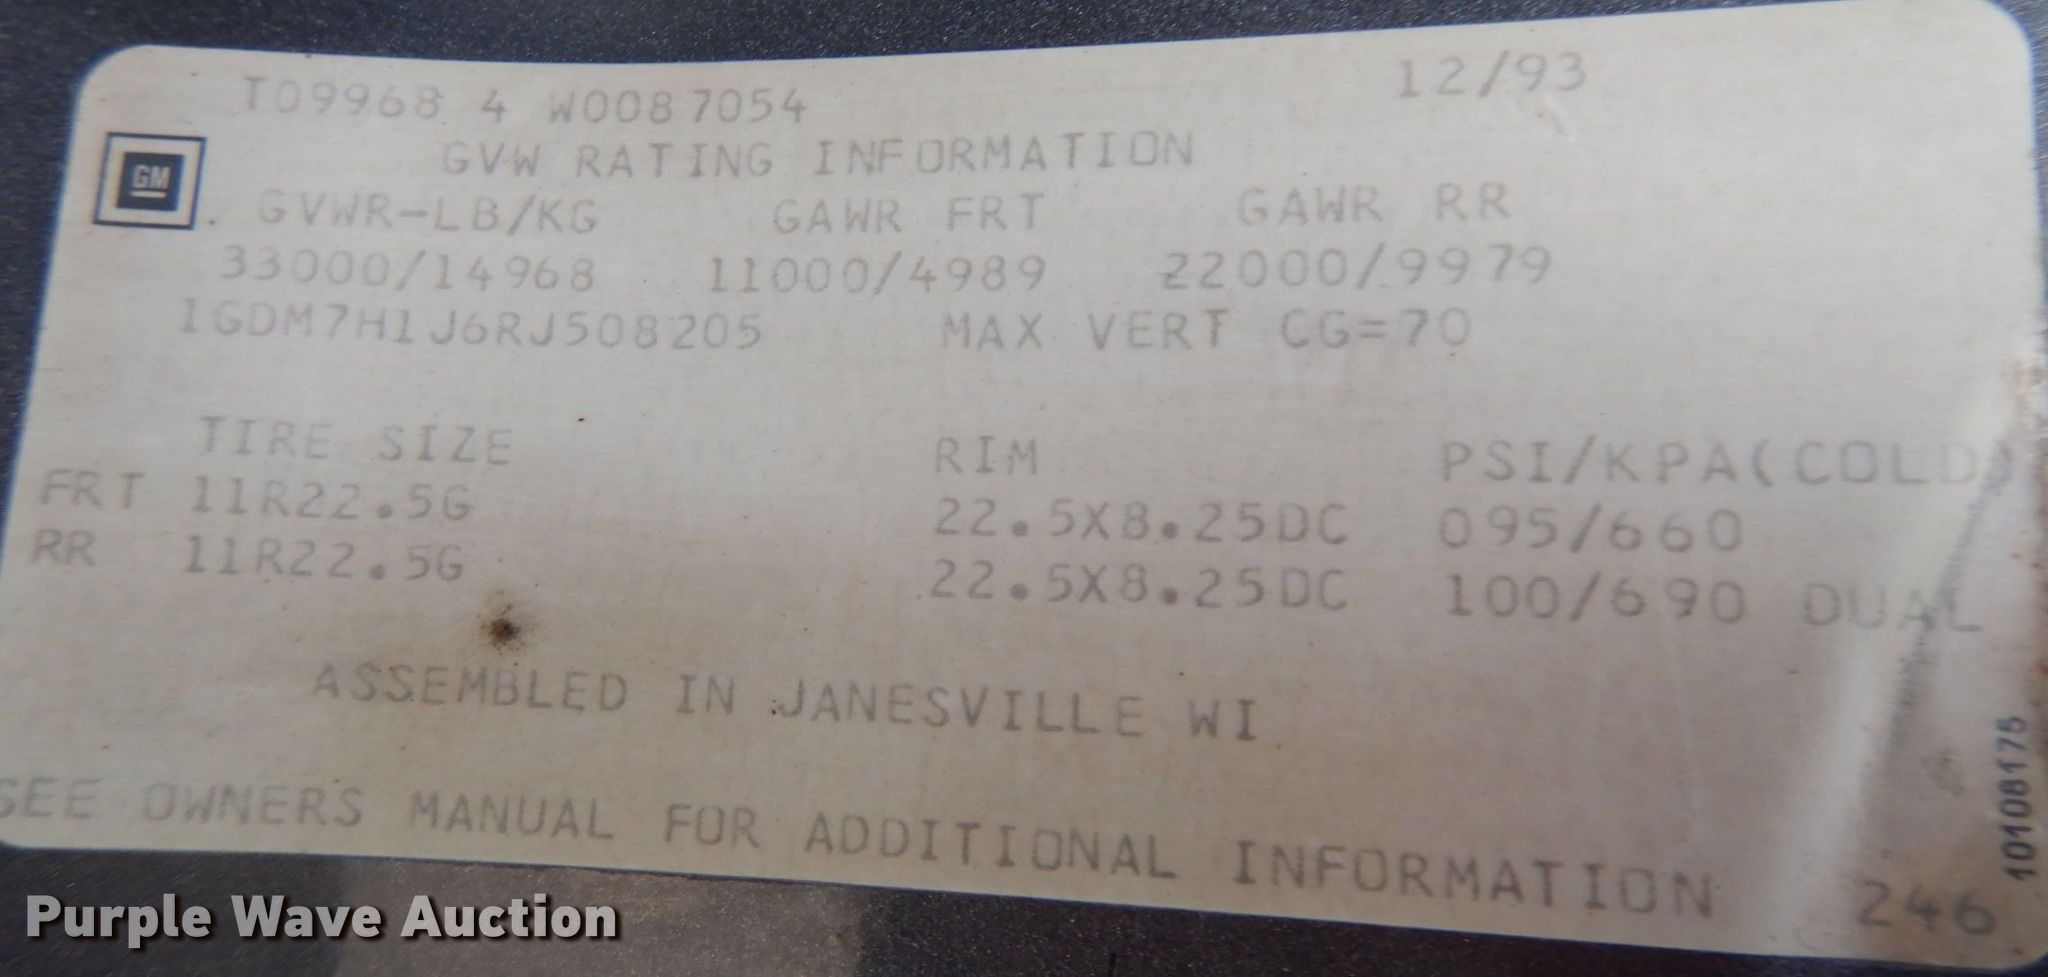 T09968 4 W0087054 12/93
GVW RATING INFORMATION
GM
GVWR-LB/KG GAWR FRT GAWR RR
33000/14968 11000/4989 22000/9979
1GDM7H1J6RJ508205 MAX VERT CG=70
TIRE SIZE RIM PSI/KPA(COLD)
FRT 11R22.5G 22.5X8.25DC 095/660
RR 11R22.5G 22.5X8.25DC 100/690 DUAL
ASSEMBLED IN JANESVILLE WI
SEE OWNERS MANUAL FOR ADDITIONAL INFORMATION 246
10108175
Purple Wave Auction